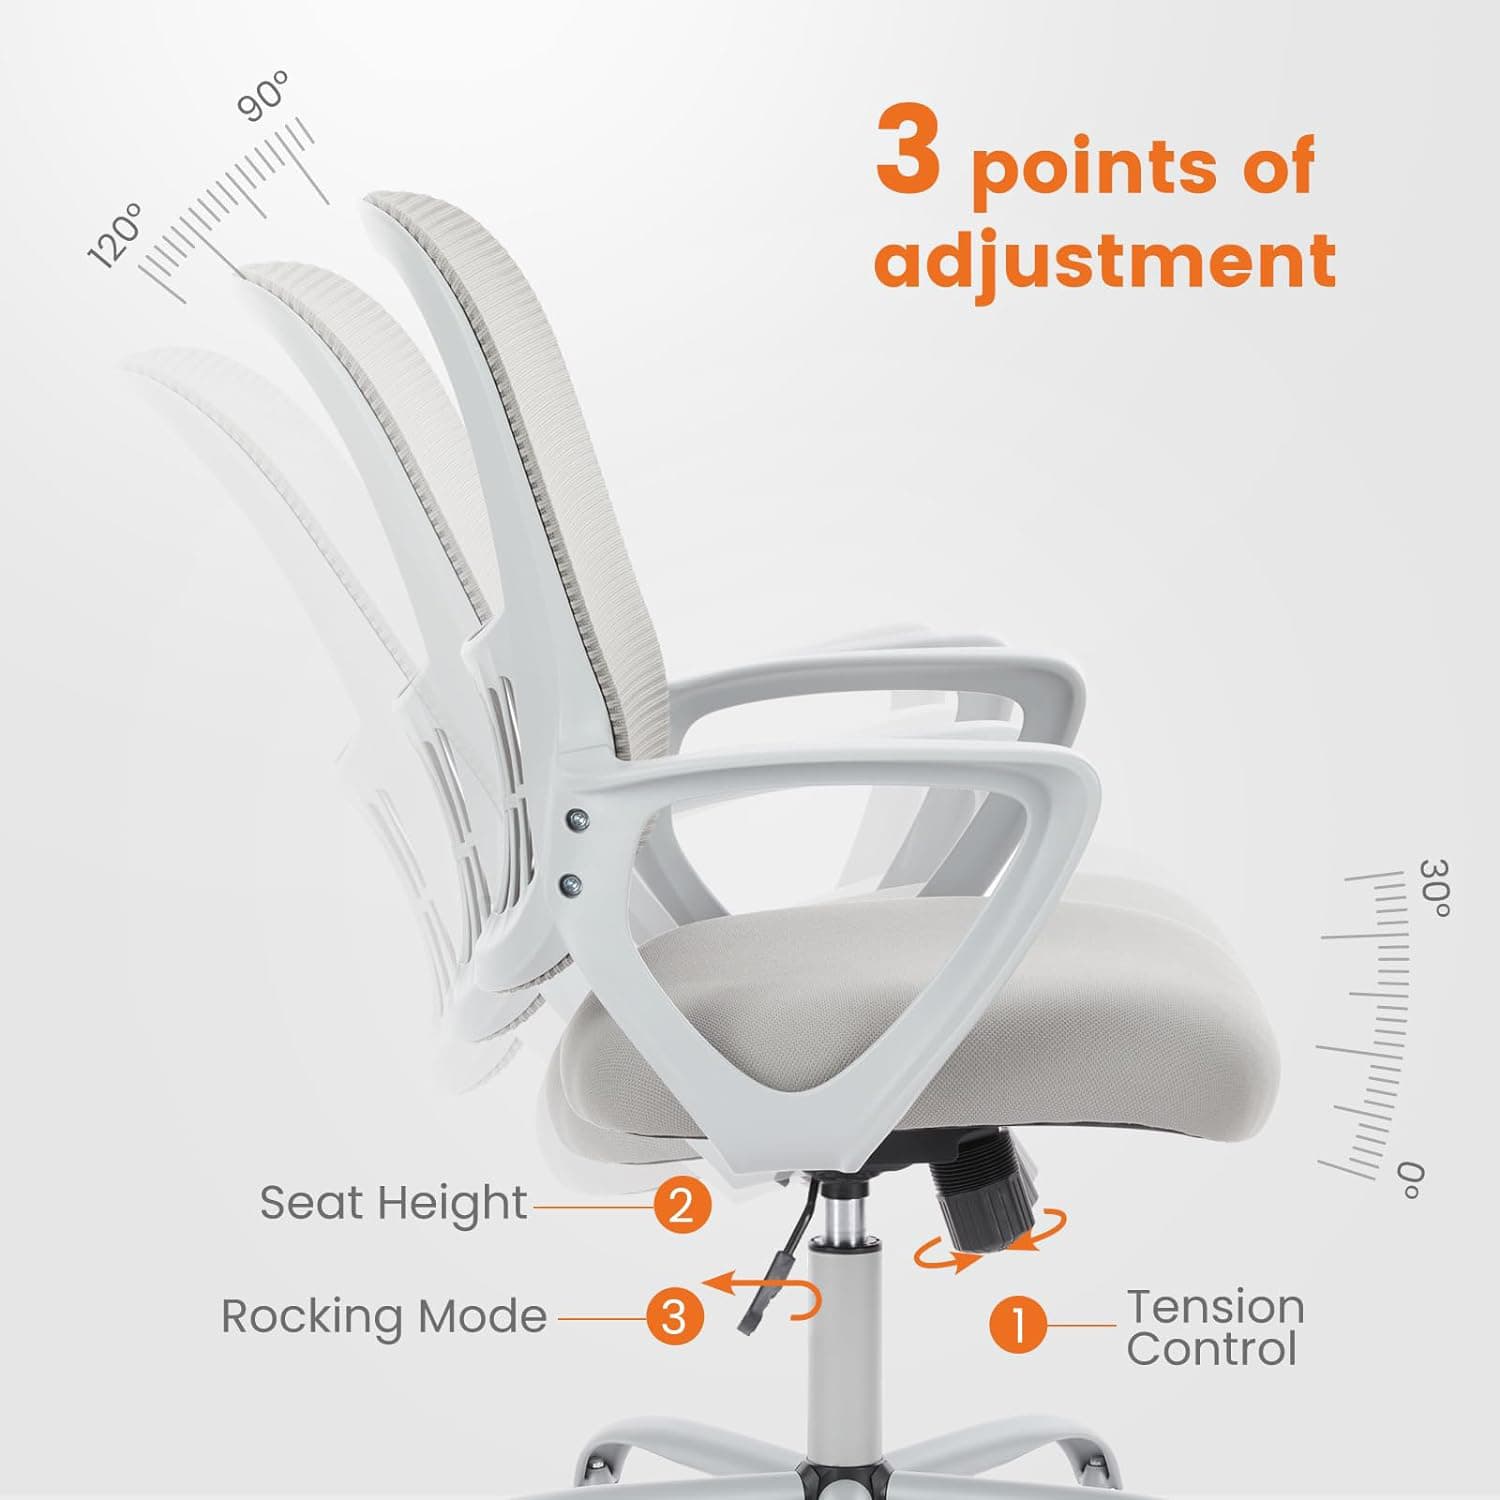 90°
120°
3 points of
adjustment
30°
0°
Seat Height
2
Rocking Mode
3
1
Tension
Control